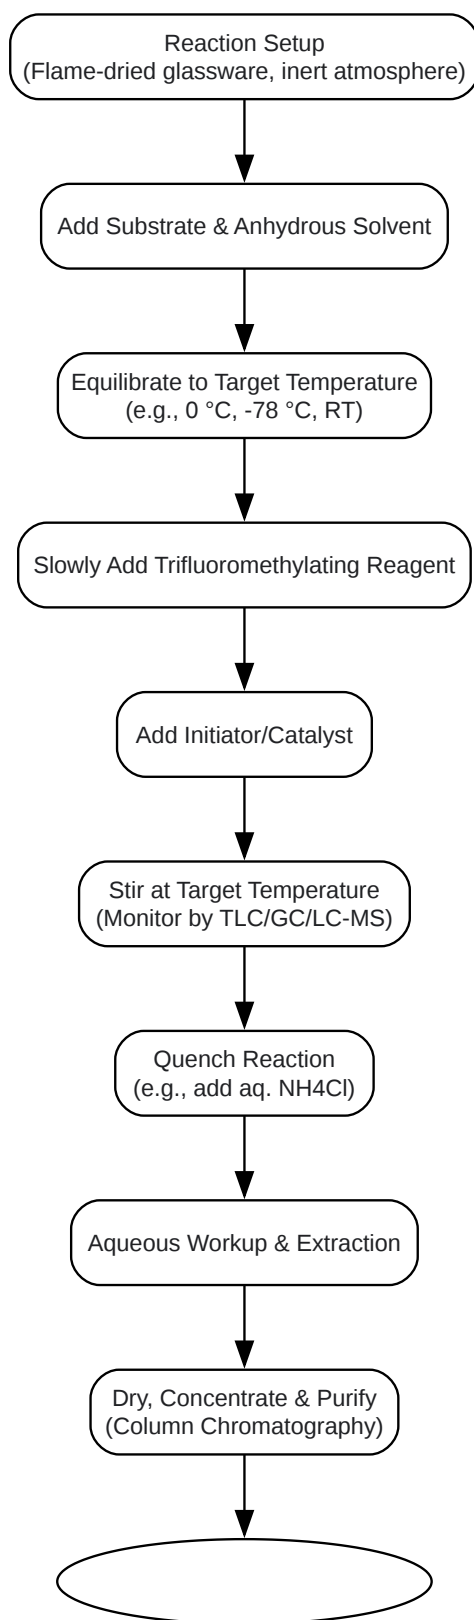 Reaction Setup
(Flame-dried glassware, inert atmosphere)
Add Substrate & Anhydrous Solvent
Equilibrate to Target Temperature
(e.g., 0 °C, -78 °C, RT)
Slowly Add Trifluoromethylating Reagent
Add Initiator/Catalyst
Stir at Target Temperature
(Monitor by TLC/GC/LC-MS)
Quench Reaction
(e.g., add aq. NH4Cl)
Aqueous Workup & Extraction
Dry, Concentrate & Purify
(Column Chromatography)